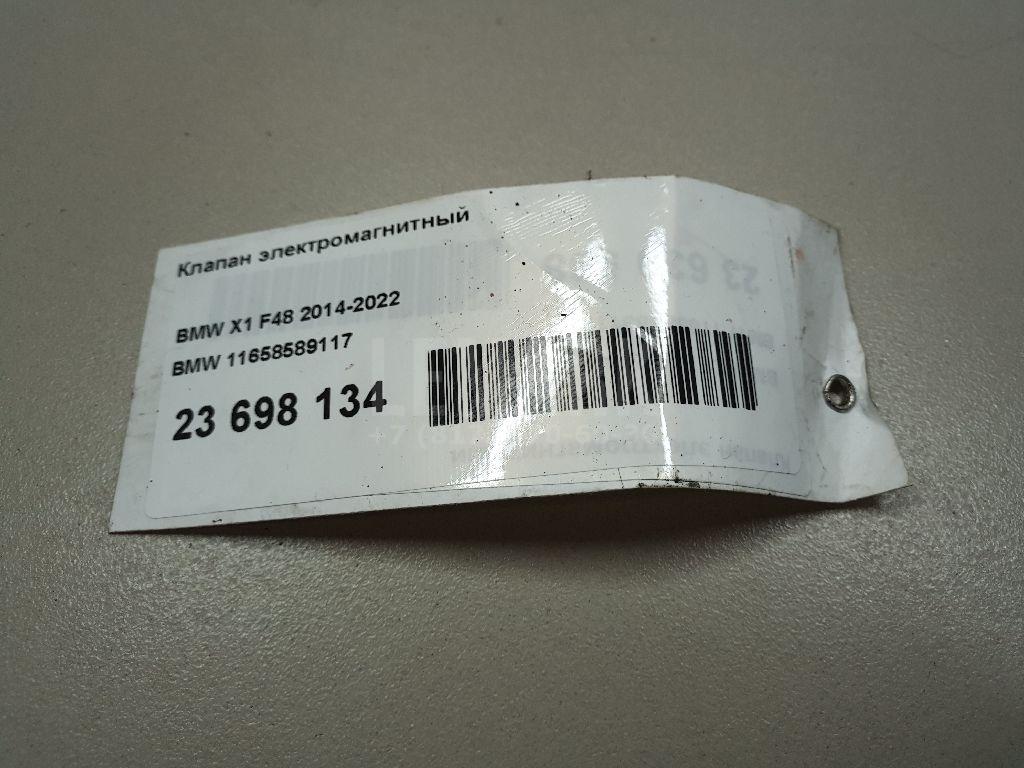 Клапан электромагнитный
BMW X1 F48 2014-2022
BMW 11658589117
23 698 134